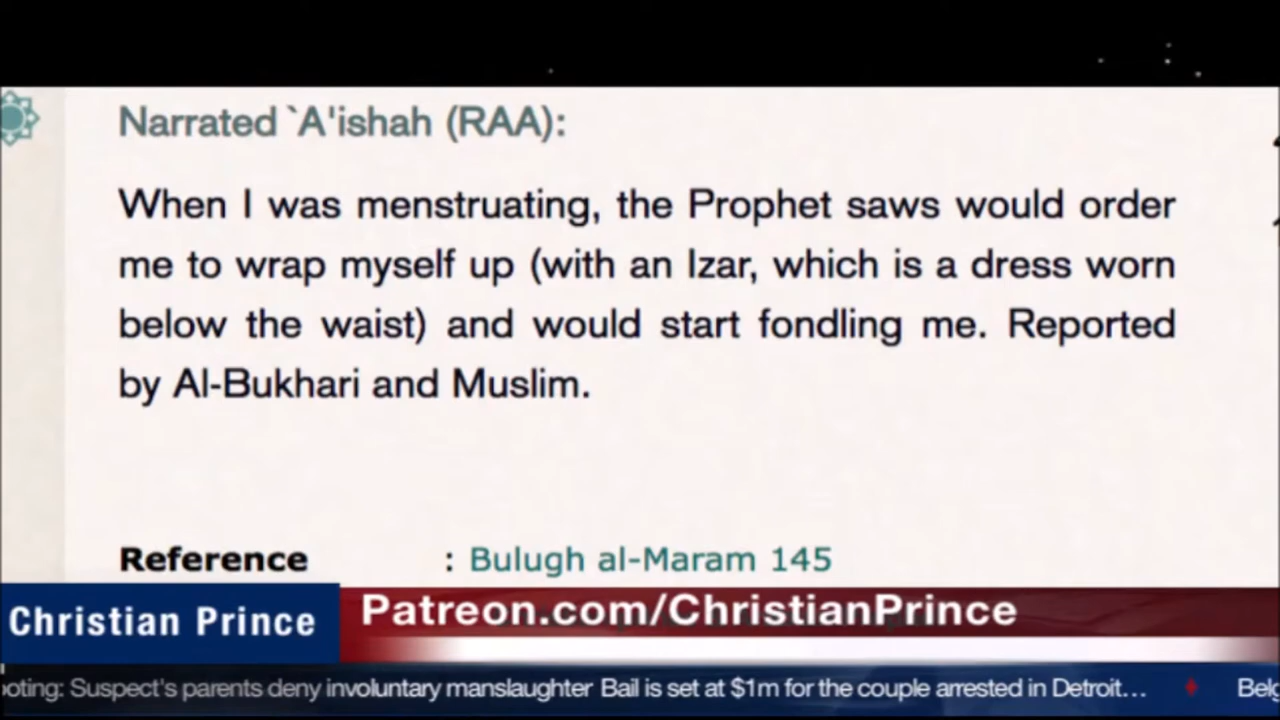 Narrated `A'ishah (RAA):
When I was menstruating, the Prophet saws would order
me to wrap myself up (with an Izar, which is a dress worn
below the waist) and would start fondling me. Reported
by Al-Bukhari and Muslim.
Reference : Bulugh al-Maram 145
Christian Prince
Patreon.com/ChristianPrince
Suspect's parents deny involuntary manslaughter Bail is set at $1m for the couple arrested in Detroit...